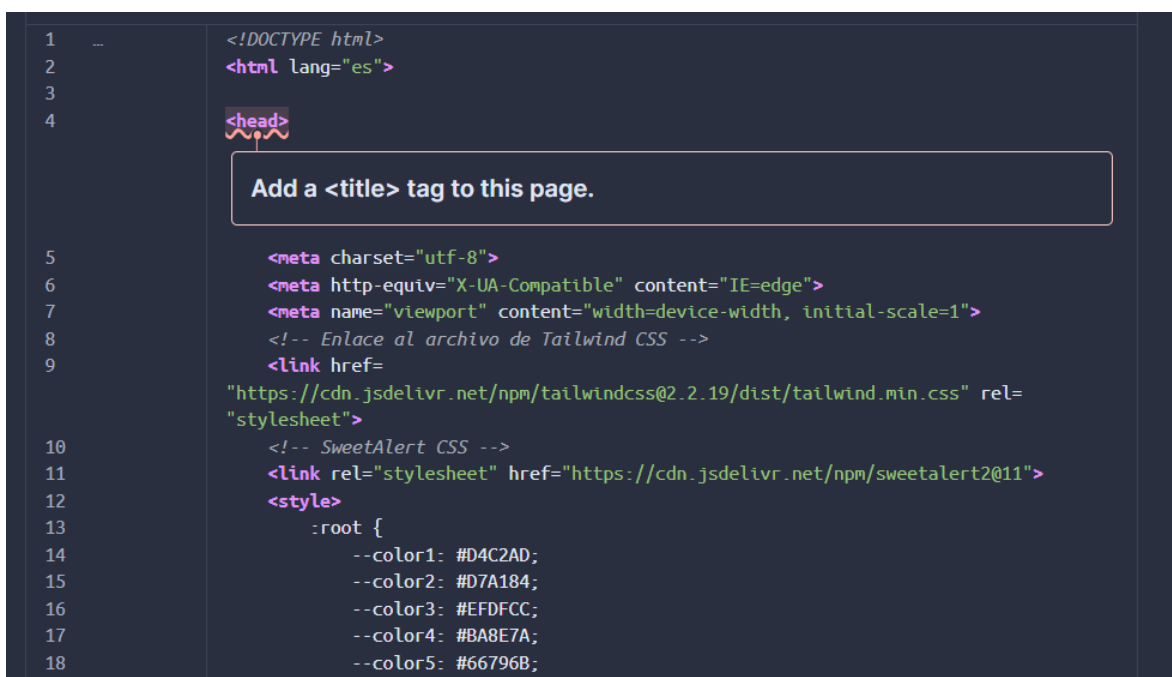 1 … <!DOCTYPE html>
2 <html lang="es">
3
4 <head>
Add a <title> tag to this page.
5 <meta charset="utf-8">
6 <meta http-equiv="X-UA-Compatible" content="IE=edge">
7 <meta name="viewport" content="width=device-width, initial-scale=1">
8 <!-- Enlace al archivo de Tailwind CSS -->
9 <link href=
"https://cdn.jsdelivr.net/npm/tailwindcss@2.2.19/dist/tailwind.min.css" rel=
"stylesheet">
10 <!-- SweetAlert CSS -->
11 <link rel="stylesheet" href="https://cdn.jsdelivr.net/npm/sweetalert2@11">
12 <style>
13 :root {
14 --color1: #D4C2AD;
15 --color2: #D7A184;
16 --color3: #EFDFCC;
17 --color4: #BA8E7A;
18 --color5: #66796B;